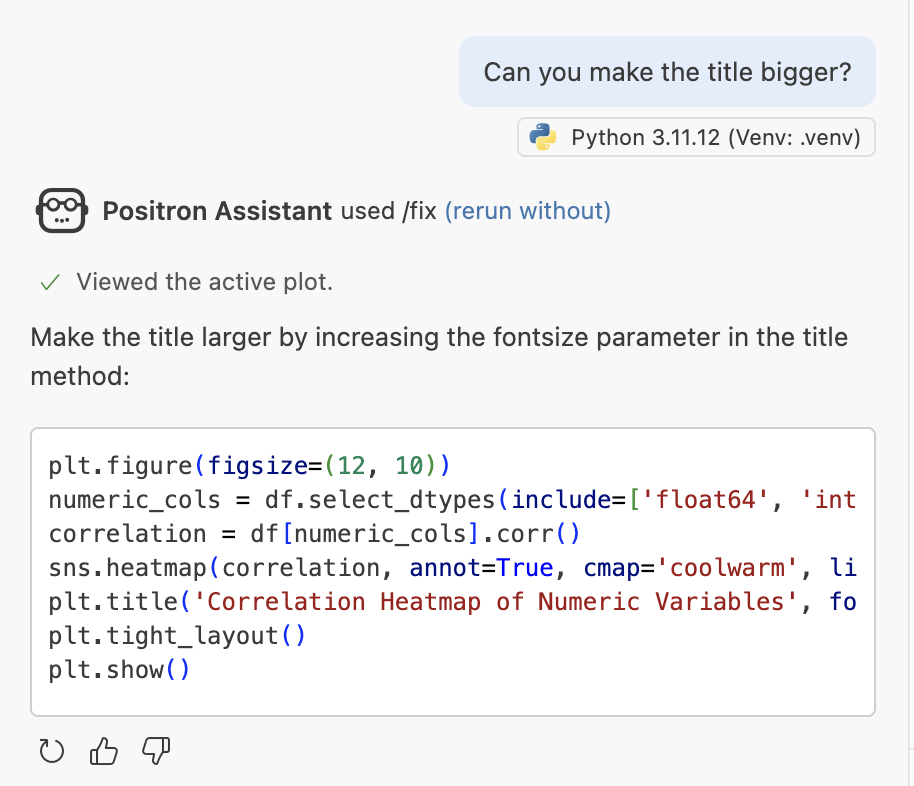 Can you make the title bigger?
Python 3.11.12 (Venv: .venv)
Positron Assistant used /fix (rerun without)
Viewed the active plot.
Make the title larger by increasing the fontsize parameter in the title
method:
plt.figure(figsize=(12, 10))
numeric_cols = df.select_dtypes(include=['float64', 'int
correlation = df[numeric_cols].corr()
sns.heatmap(correlation, annot=True, cmap='coolwarm', li
plt.title('Correlation Heatmap of Numeric Variables', fo
plt.tight_layout()
plt.show()